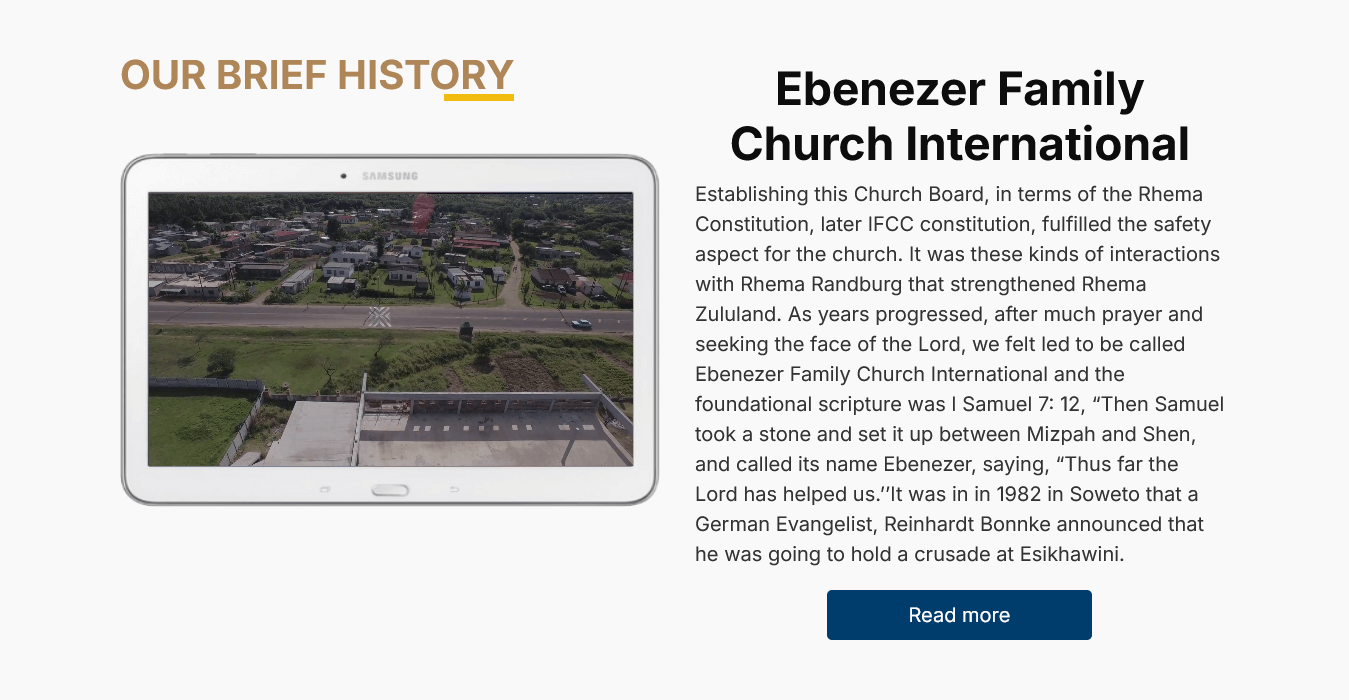 OUR BRIEF HISTORY
SAMSUNG
Ebenezer Family
Church International
Establishing this Church Board, in terms of the Rhema
Constitution, later IFCC constitution, fulfilled the safety
aspect for the church. It was these kinds of interactions
with Rhema Randburg that strengthened Rhema
Zululand. As years progressed, after much prayer and
seeking the face of the Lord, we felt led to be called
Ebenezer Family Church International and the
foundational scripture was I Samuel 7: 12, “Then Samuel
took a stone and set it up between Mizpah and Shen,
and called its name Ebenezer, saying, “Thus far the
Lord has helped us.’’It was in in 1982 in Soweto that a
German Evangelist, Reinhardt Bonnke announced that
he was going to hold a crusade at Esikhawini.
Read more